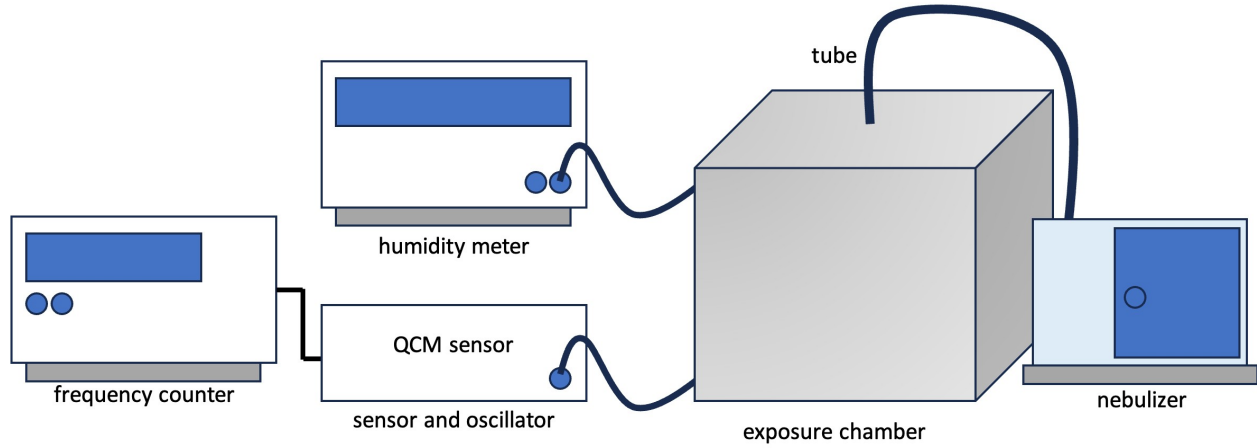 tube
humidity meter
QCM sensor
frequency counter
sensor and oscillator
exposure chamber
nebulizer